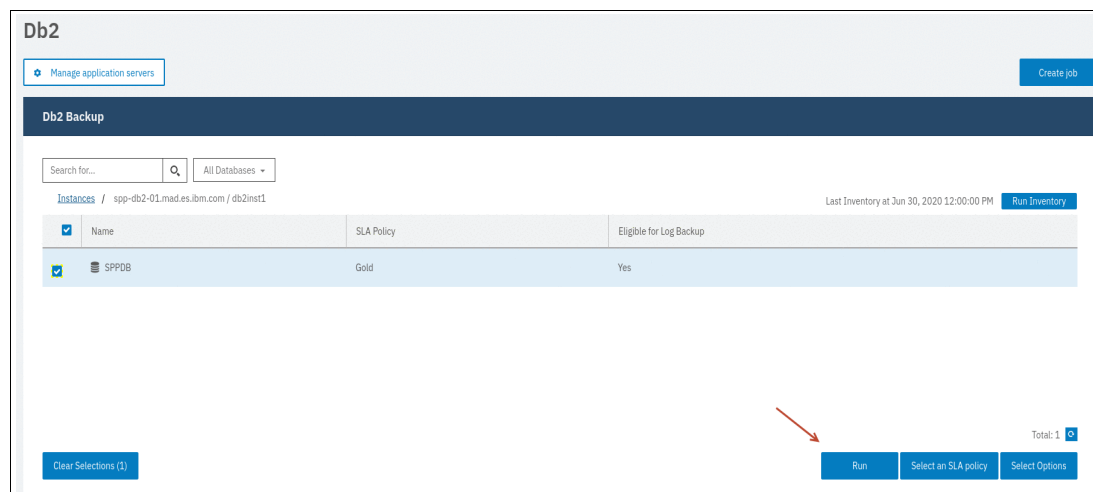 Db2
Manage application servers
Create job
Db2 Backup
Search for...
All Databases
Instances / spp-db2-01.mad.es.ibm.com / db2inst1
Last Inventory at Jun 30, 2020 12:00:00 PM
Run Inventory
Name
SLA Policy
Eligible for Log Backup
SPPDB
Gold
Yes
Total: 1
Clear Selections (1)
Run
Select an SLA policy
Select Options